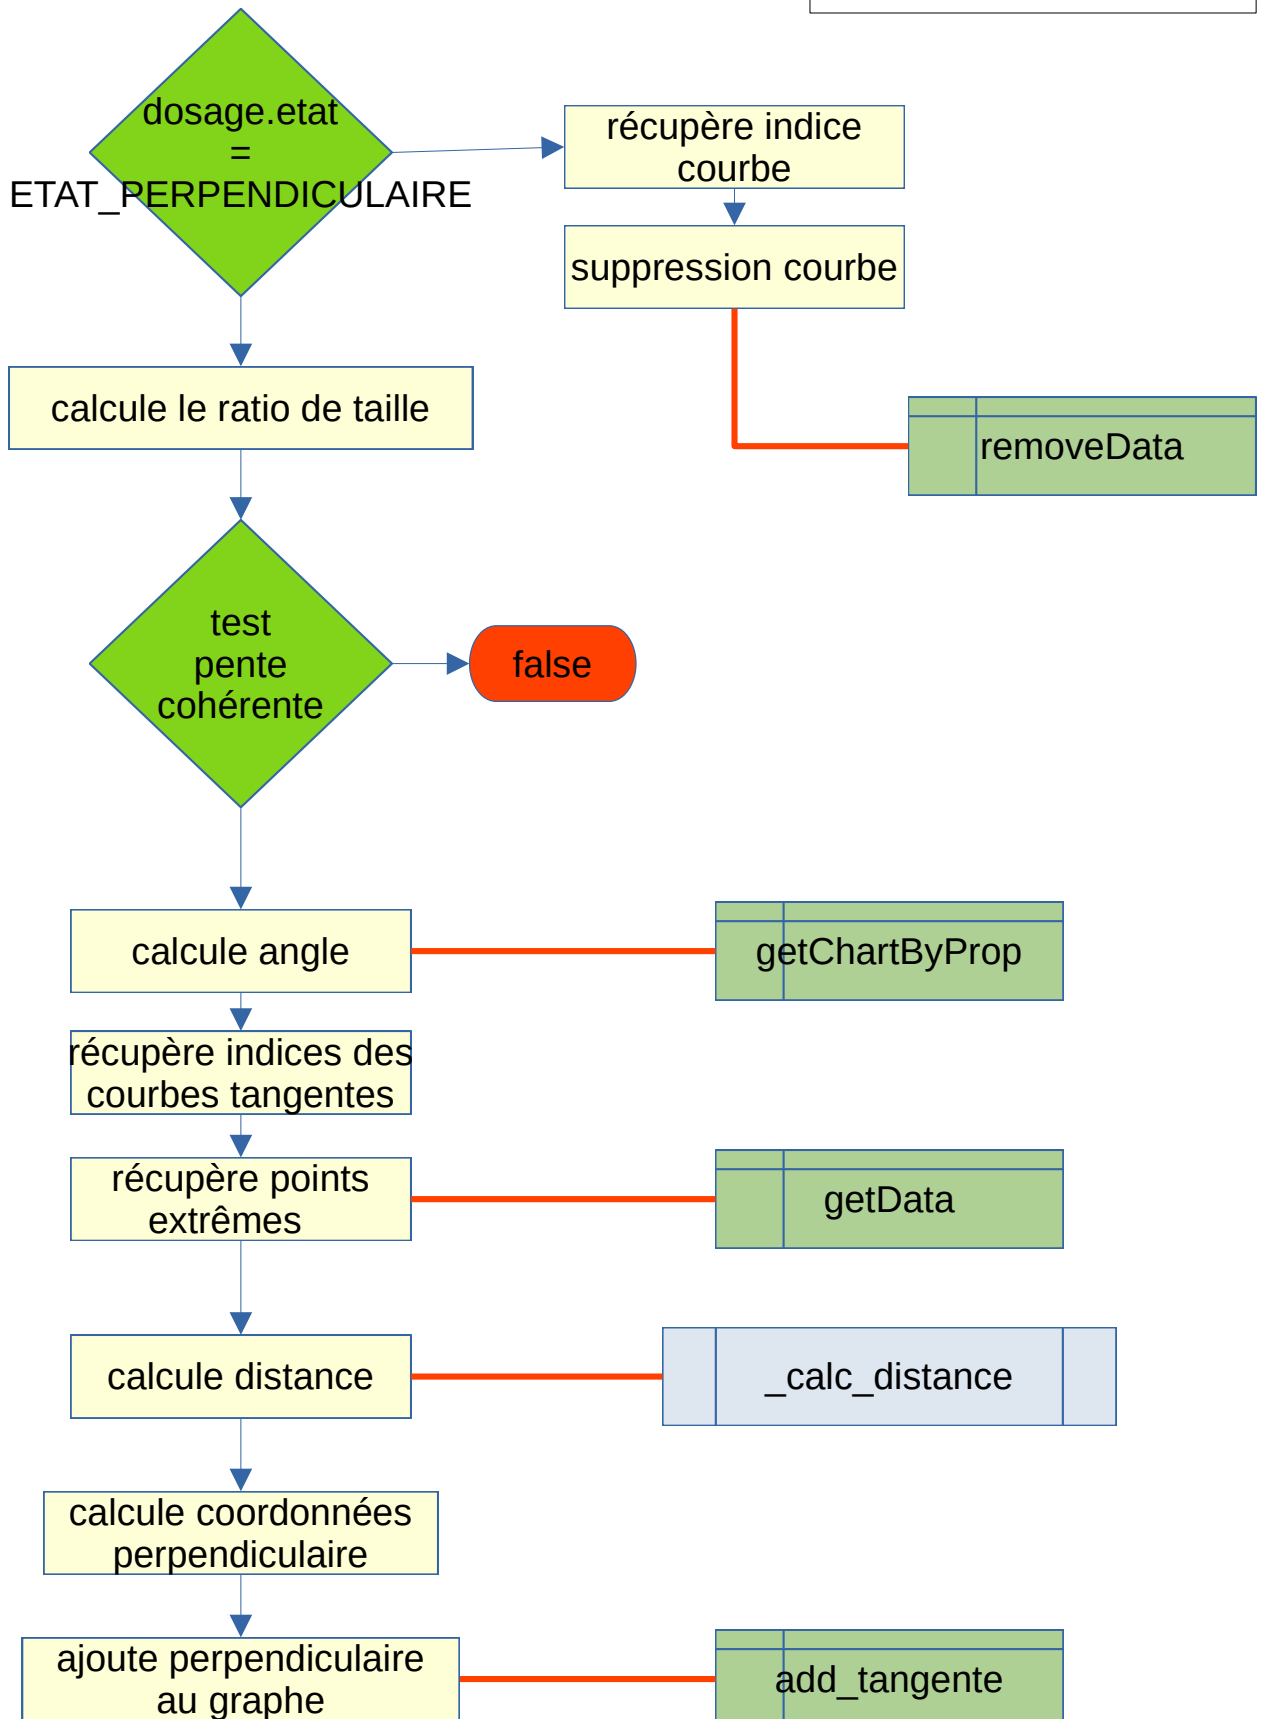 dosage.etat
=
ETAT_PERPENDICULAIRE
récupère indice
courbe
suppression courbe
calcule le ratio de taille
removeData
test
pente
cohérente
false
calcule angle
getChartByProp
récupère indices des
courbes tangentes
récupère points
extrêmes
getData
calcule distance
_calc_distance
calcule coordonnées
perpendiculaire
ajoute perpendiculaire
au graphe
add_tangente